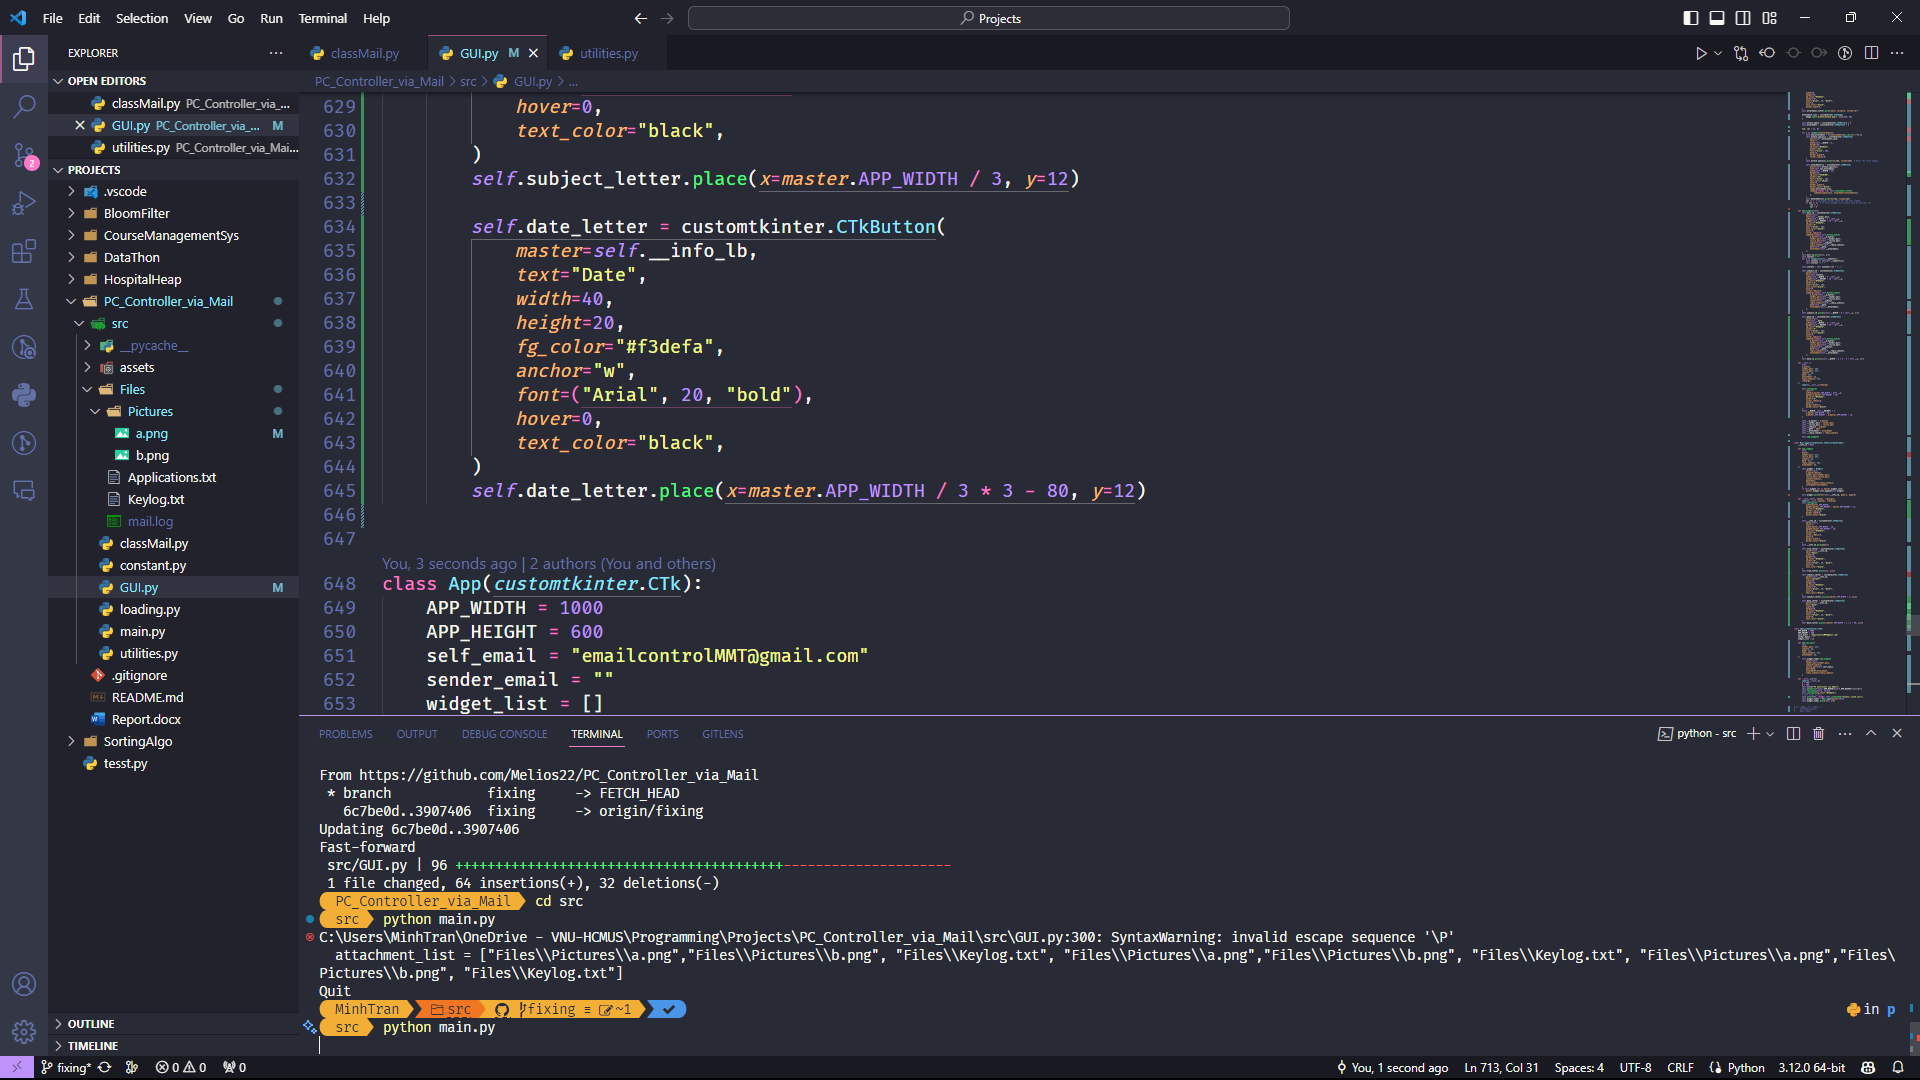 File Edit Selection View Go Run Terminal Help
Projects
EXPLORER
OPEN EDITORS
classMail.py PC_Controller_via_...
GUI.py PC_Controller_via_... M
utilities.py PC_Controller_via_Mai...
PROJECTS
.vscode
BloomFilter
CourseManagementSys
DataThon
HospitalHeap
PC_Controller_via_Mail
src
__pycache__
assets
Files
Pictures
a.png M
b.png
Applications.txt
Keylog.txt
mail.log
classMail.py
constant.py
GUI.py M
loading.py
main.py
utilities.py
.gitignore
README.md
Report.docx
SortingAlgo
tesst.py
OUTLINE
TIMELINE
2
classMail.py GUI.py M utilities.py
PC_Controller_via_Mail > src > GUI.py > ...
629 hover=0,
630 text_color="black",
631 )
632 self.subject_letter.place(x=master.APP_WIDTH / 3, y=12)
633
634 self.date_letter = customtkinter.CTkButton(
635 master=self.__info_lb,
636 text="Date",
637 width=40,
638 height=20,
639 fg_color="#f3defa",
640 anchor="w",
641 font=("Arial", 20, "bold"),
642 hover=0,
643 text_color="black",
644 )
645 self.date_letter.place(x=master.APP_WIDTH / 3 * 3 - 80, y=12)
646
647
You, 3 seconds ago | 2 authors (You and others)
648 class App(customtkinter.CTk):
649 APP_WIDTH = 1000
650 APP_HEIGHT = 600
651 self_email = "emailcontrolMMT@gmail.com"
652 sender_email = ""
653 widget_list = []
PROBLEMS OUTPUT DEBUG CONSOLE TERMINAL PORTS GITLENS
python - src
From https://github.com/Melios22/PC_Controller_via_Mail
* branch fixing -> FETCH_HEAD
6c7be0d..3907406 fixing -> origin/fixing
Updating 6c7be0d..3907406
Fast-forward
src/GUI.py | 96 +++++++++++++++++++++++++++++++++++++++++---------------------
1 file changed, 64 insertions(+), 32 deletions(-)
PC_Controller_via_Mail cd src
src python main.py
C:\Users\MinhTran\OneDrive - VNU-HCMUS\Programming\Projects\PC_Controller_via_Mail\src\GUI.py:300: SyntaxWarning: invalid escape sequence '\P'
attachment_list = ["Files\\Pictures\\a.png","Files\Pictures\\b.png", "Files\\Keylog.txt", "Files\\Pictures\\a.png","Files\\Pictures\\b.png", "Files\\Keylog.txt", "Files\\Pictures\\a.png","Files\
Pictures\\b.png", "Files\\Keylog.txt"]
Quit
MinhTran src fixing ≡ ~1 in p
src python main.py
fixing* 0 0 0 You, 1 second ago Ln 713, Col 31 Spaces: 4 UTF-8 CRLF Python 3.12.0 64-bit